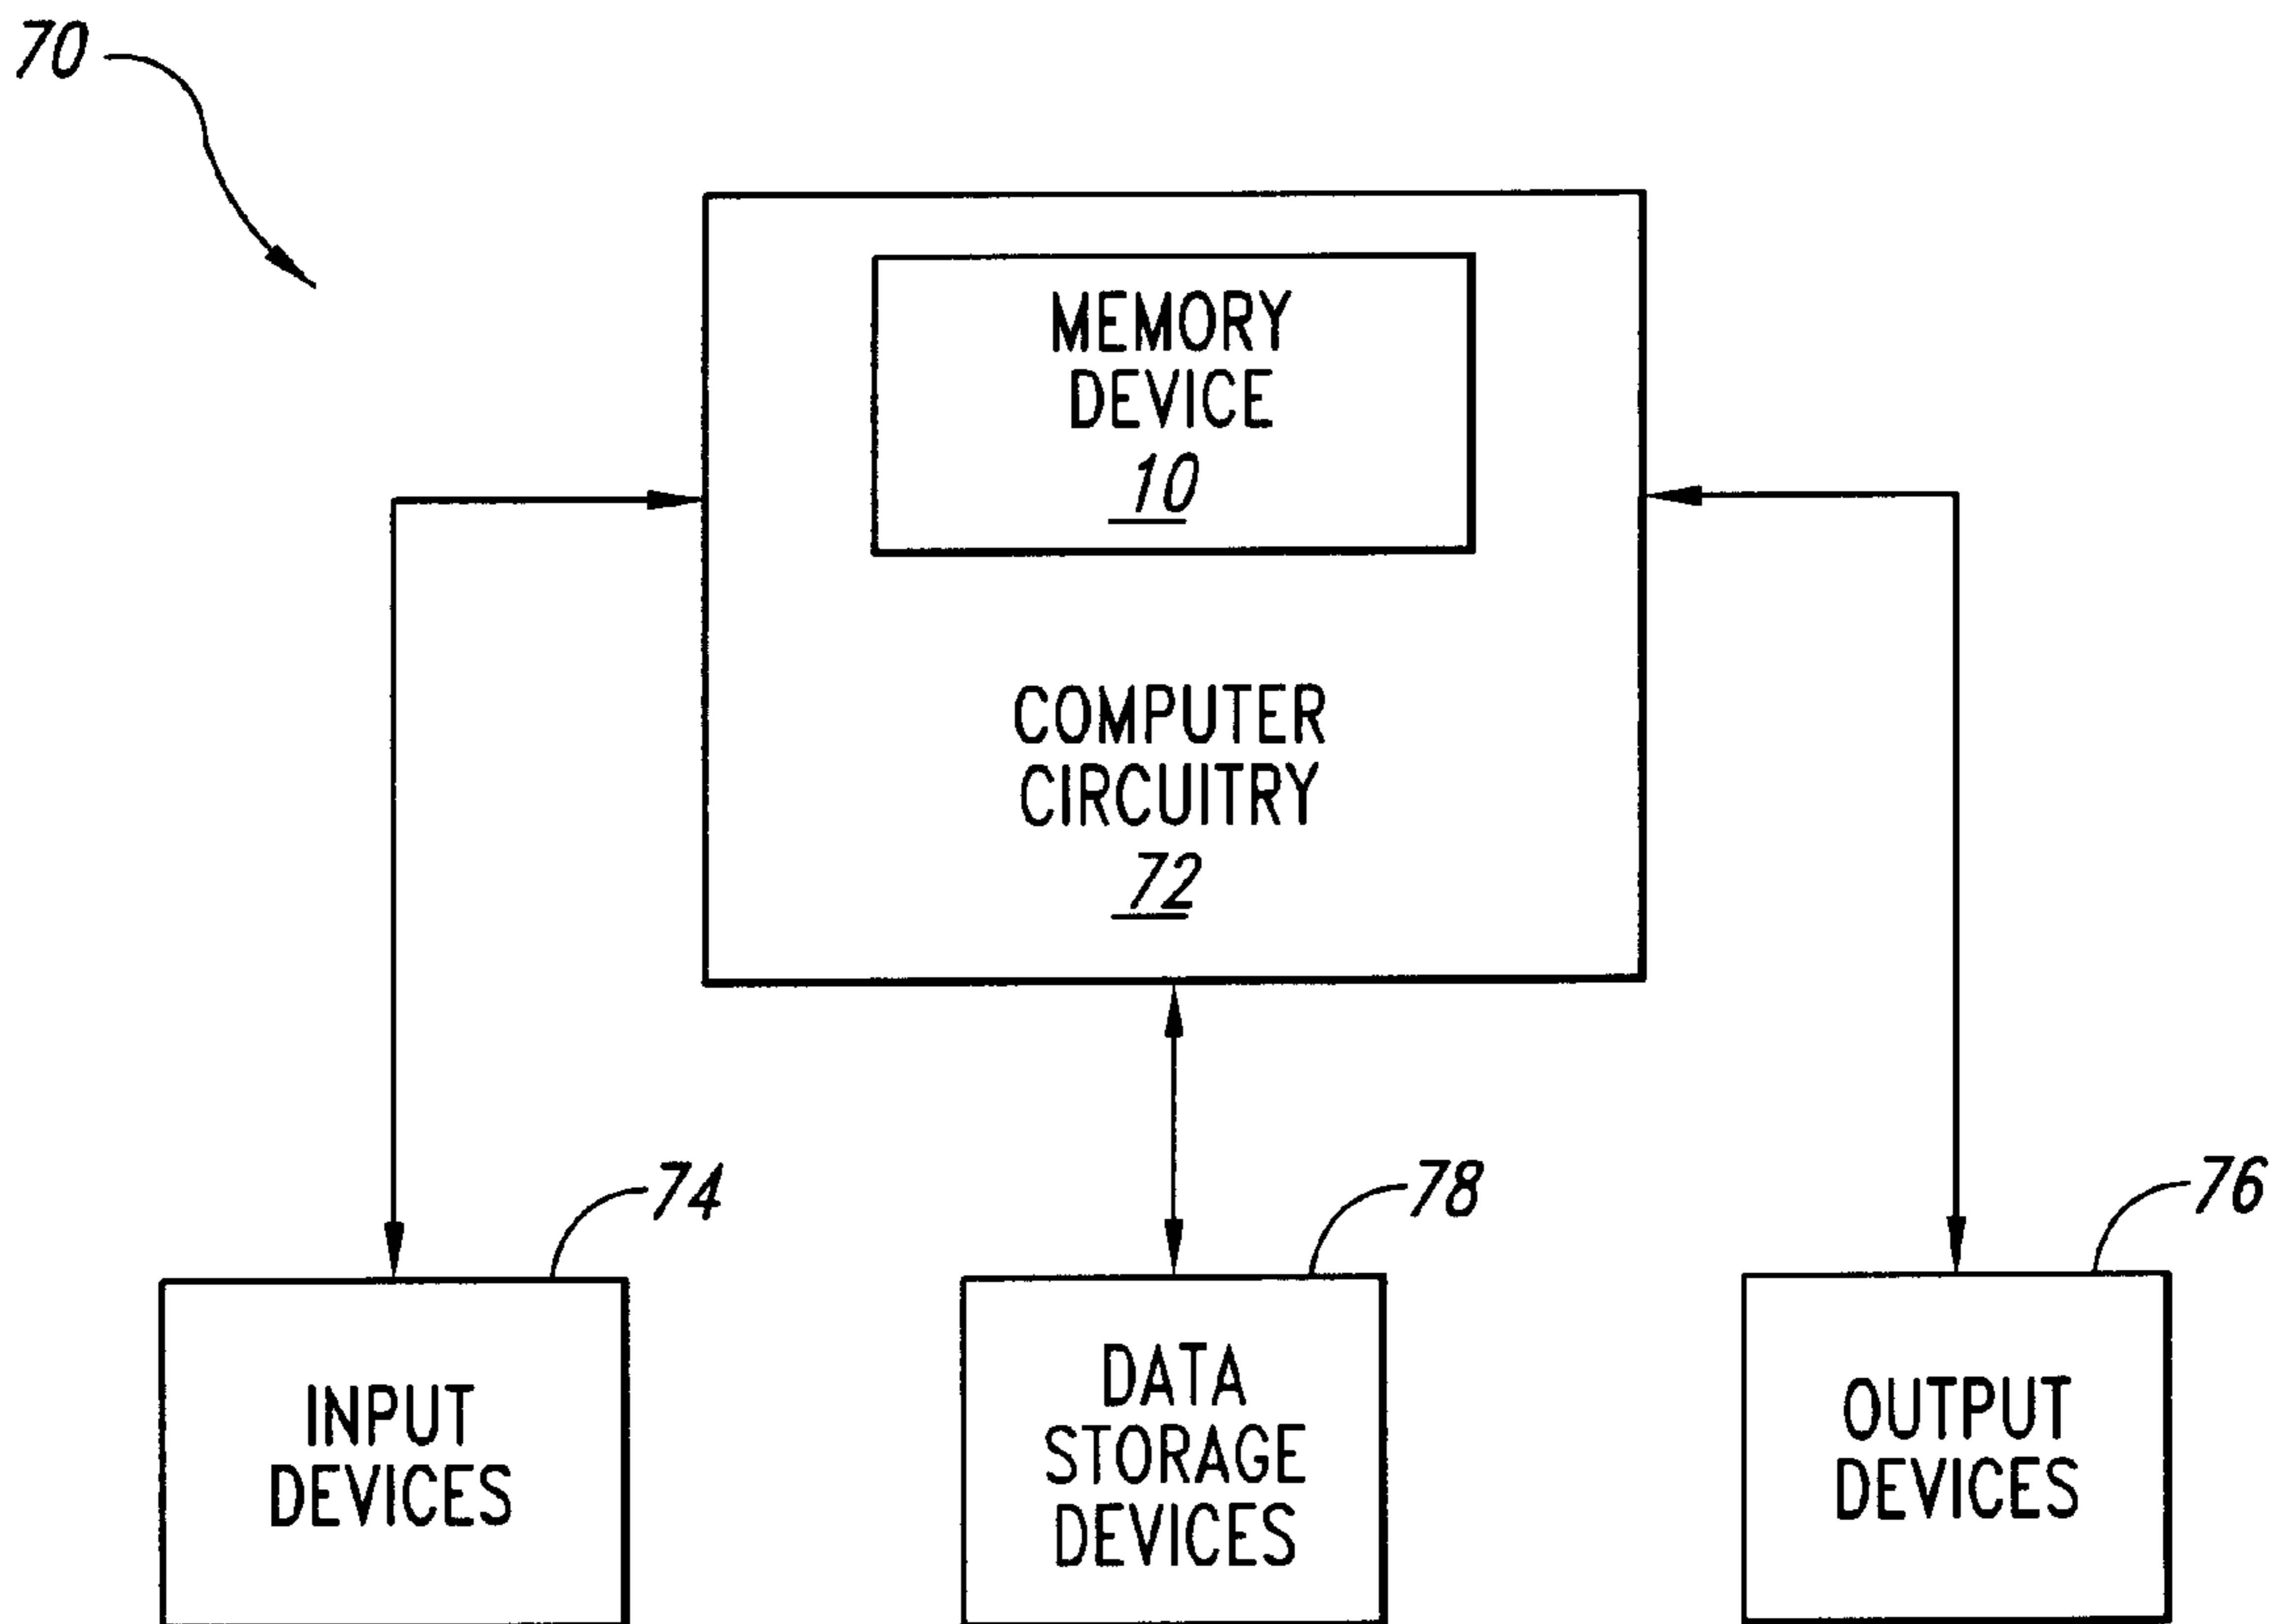 70
MEMORY
DEVICE
10
COMPUTER
CIRCUITRY
72
74
78
76
INPUT
DEVICES
DATA
STORAGE
DEVICES
OUTPUT
DEVICES